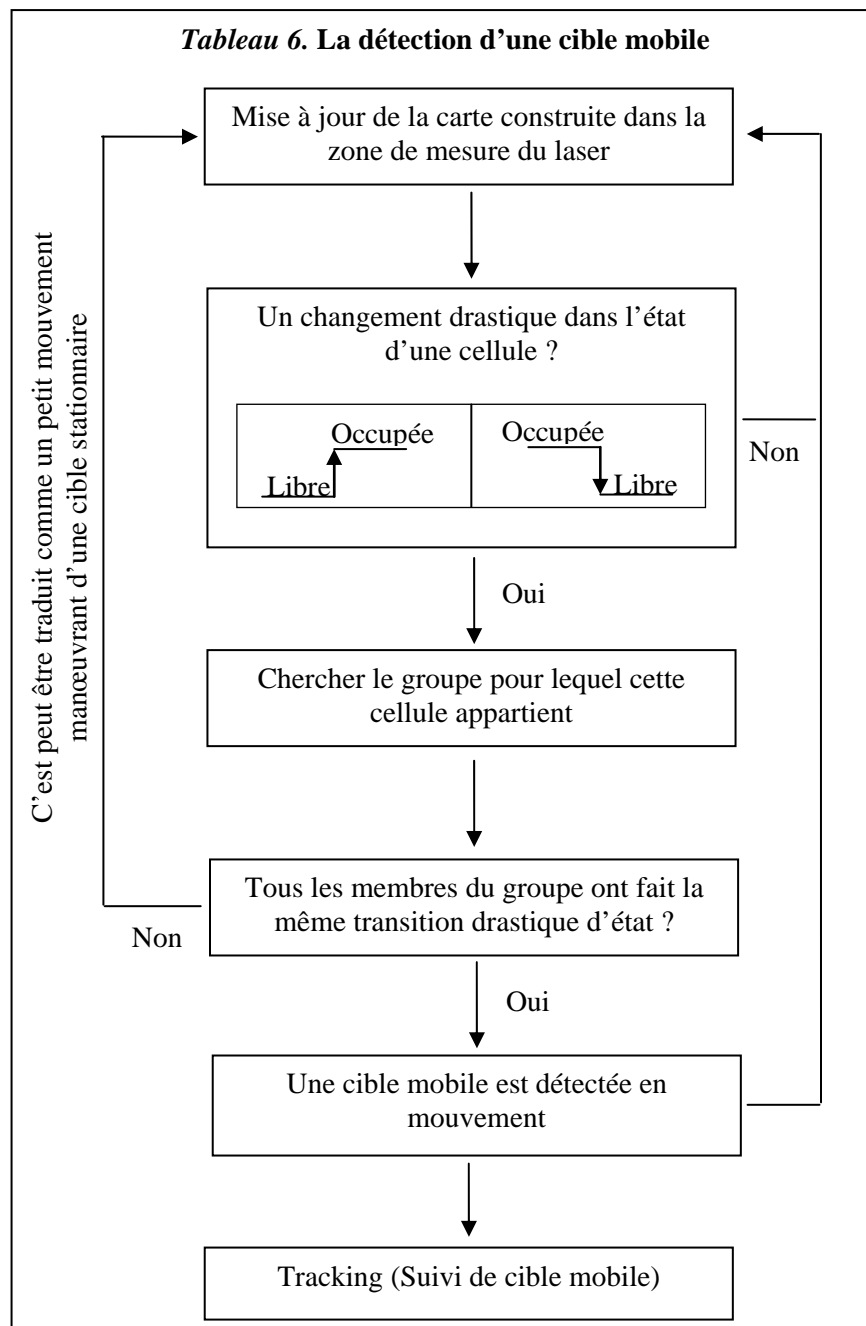 Tableau 6. La détection d’une cible mobile
Mise à jour de la carte construite dans la
zone de mesure du laser
Un changement drastique dans l’état
d’une cellule ?
Occupée
Libre
Occupée
Libre
Non
Oui
Chercher le groupe pour lequel cette
cellule appartient
Tous les membres du groupe ont fait la
même transition drastique d’état ?
Non
Oui
C’est peut être traduit comme un petit mouvement
manœuvrant d’une cible stationnaire
Une cible mobile est détectée en
mouvement
Tracking (Suivi de cible mobile)